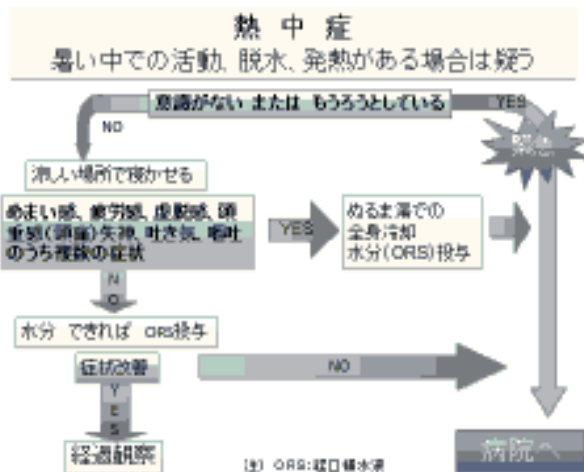 熱中症
暑い中での活動、脱水、発熱がある場合は疑う
意識がない または もうろうとしている
YES
NO
緊急
涼しい場所で寝かせる
めまい感、疲労感、虚脱感、頭
重感(頭痛)失神、吐き気、嘔吐
のうち複数の症状
YES
ぬるま湯での
全身冷却
水分(ORS)投与
NO
水分 できれば ORS投与
症状改善
NO
YES
経過観察
病院へ
(注) ORS:経口補水液